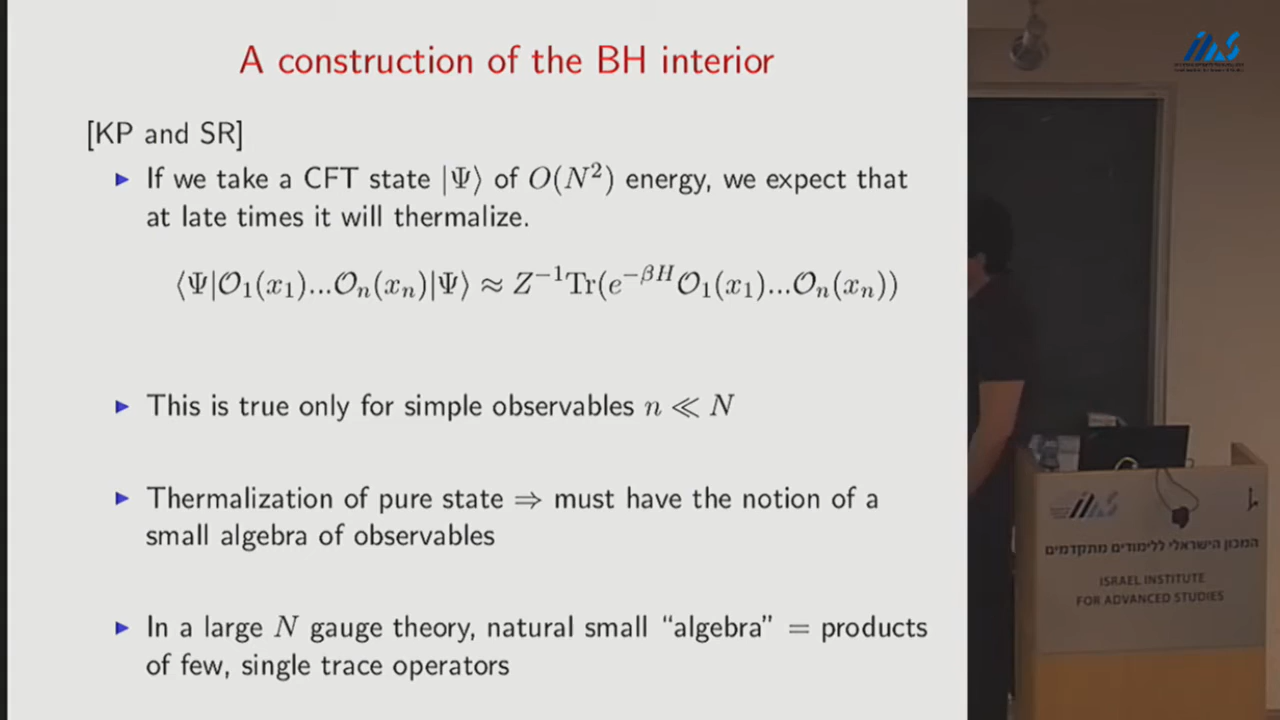 A construction of the BH interior
[KP and SR]
▶ If we take a CFT state |Ψ⟩ of O(N²) energy, we expect that
at late times it will thermalize.
⟨Ψ|𝒪₁(x₁)...𝒪ₙ(xₙ)|Ψ⟩ ≈ Z⁻¹Tr(e^{−βH}𝒪₁(x₁)...𝒪ₙ(xₙ))
▶ This is true only for simple observables n ≪ N
▶ Thermalization of pure state ⇒ must have the notion of a
small algebra of observables
▶ In a large N gauge theory, natural small “algebra” = products
of few, single trace operators
המכון הישראלי ללימודים מתקדמים
ISRAEL INSTITUTE
FOR ADVANCED STUDIES